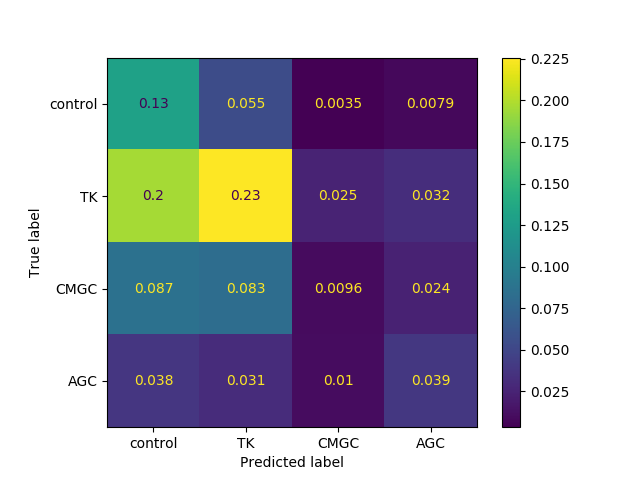 control 0.13 0.055 0.0035 0.0079
TK 0.2 0.23 0.025 0.032
CMGC 0.087 0.083 0.0096 0.024
AGC 0.038 0.031 0.01 0.039
control TK CMGC AGC
Predicted label
True label
0.225
0.200
0.175
0.150
0.125
0.100
0.075
0.050
0.025